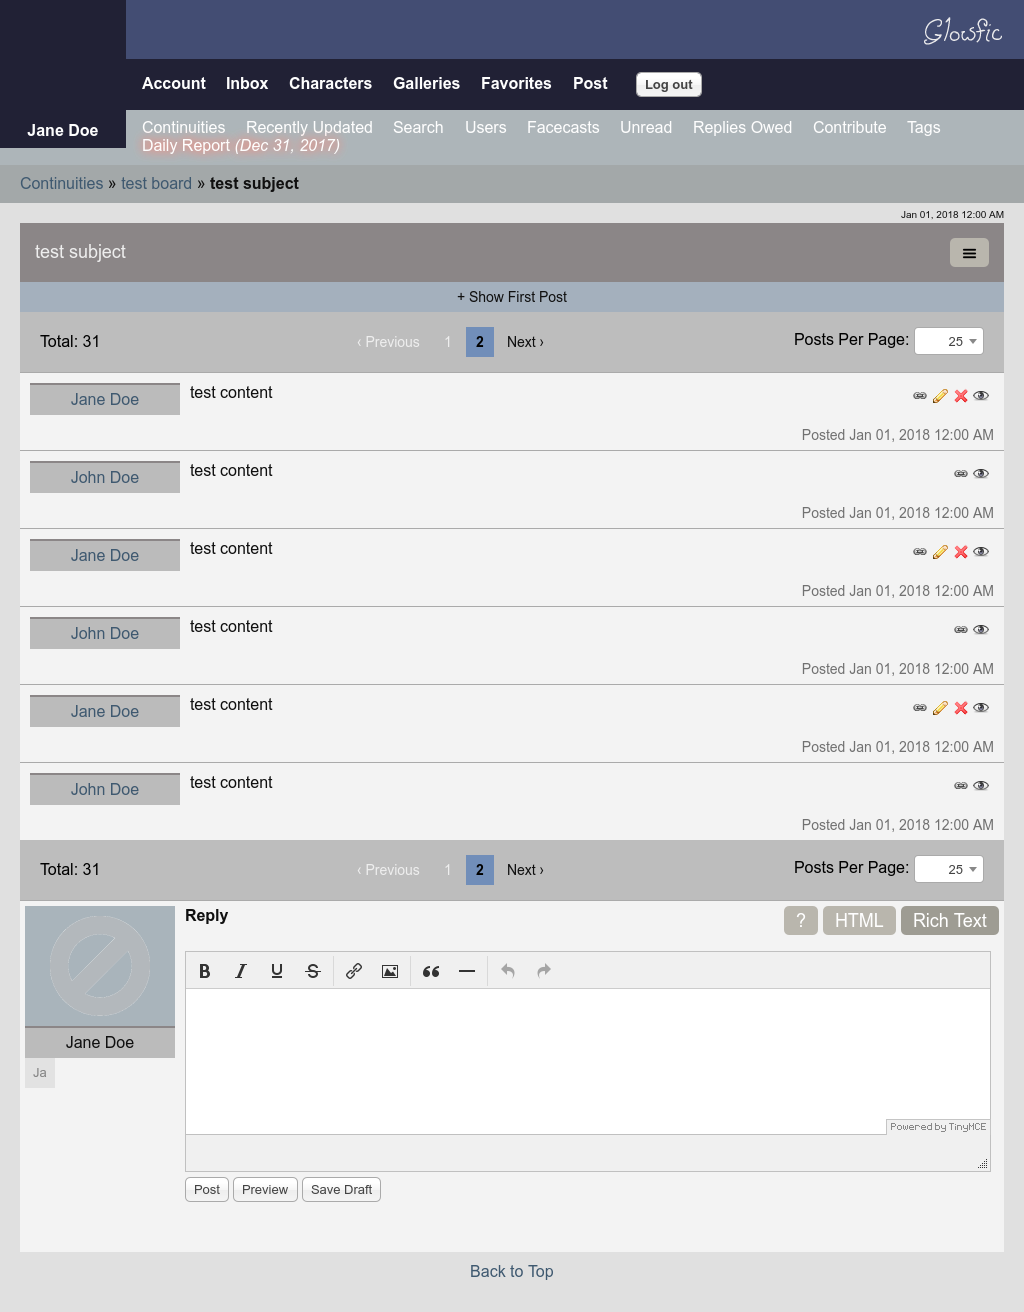 Glowfic
Account Inbox Characters Galleries Favorites Post Log out
Jane Doe
Continuities Recently Updated Search Users Facecasts Unread Replies Owed Contribute Tags
Daily Report (Dec 31, 2017)
Continuities » test board » test subject
Jan 01, 2018 12:00 AM
test subject
+ Show First Post
Total: 31 ‹ Previous 1 2 Next › Posts Per Page: 25
Jane Doe test content
Posted Jan 01, 2018 12:00 AM
John Doe test content
Posted Jan 01, 2018 12:00 AM
Jane Doe test content
Posted Jan 01, 2018 12:00 AM
John Doe test content
Posted Jan 01, 2018 12:00 AM
Jane Doe test content
Posted Jan 01, 2018 12:00 AM
John Doe test content
Posted Jan 01, 2018 12:00 AM
Total: 31 ‹ Previous 1 2 Next › Posts Per Page: 25
Reply ? HTML Rich Text
B I U S
Jane Doe
Ja
Powered by TinyMCE
Post Preview Save Draft
Back to Top